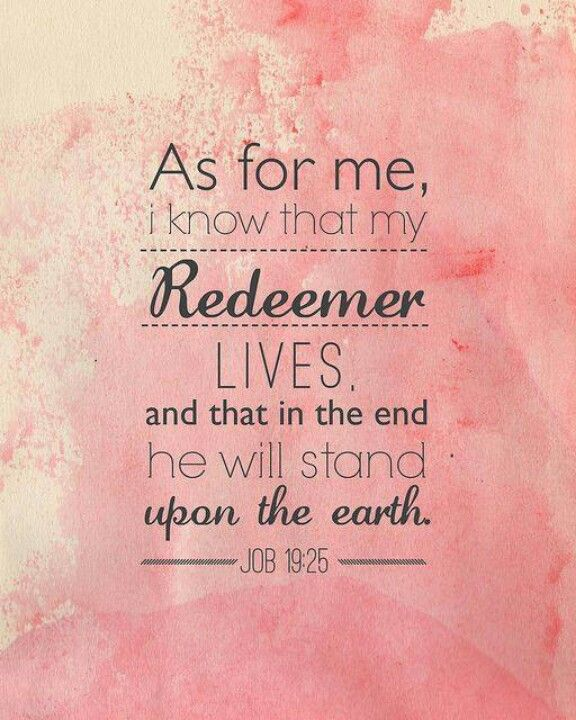 As for me,
i know that my
Redeemer
LIVES,
and that in the end
he will stand
upon the earth.
JOB 19:25